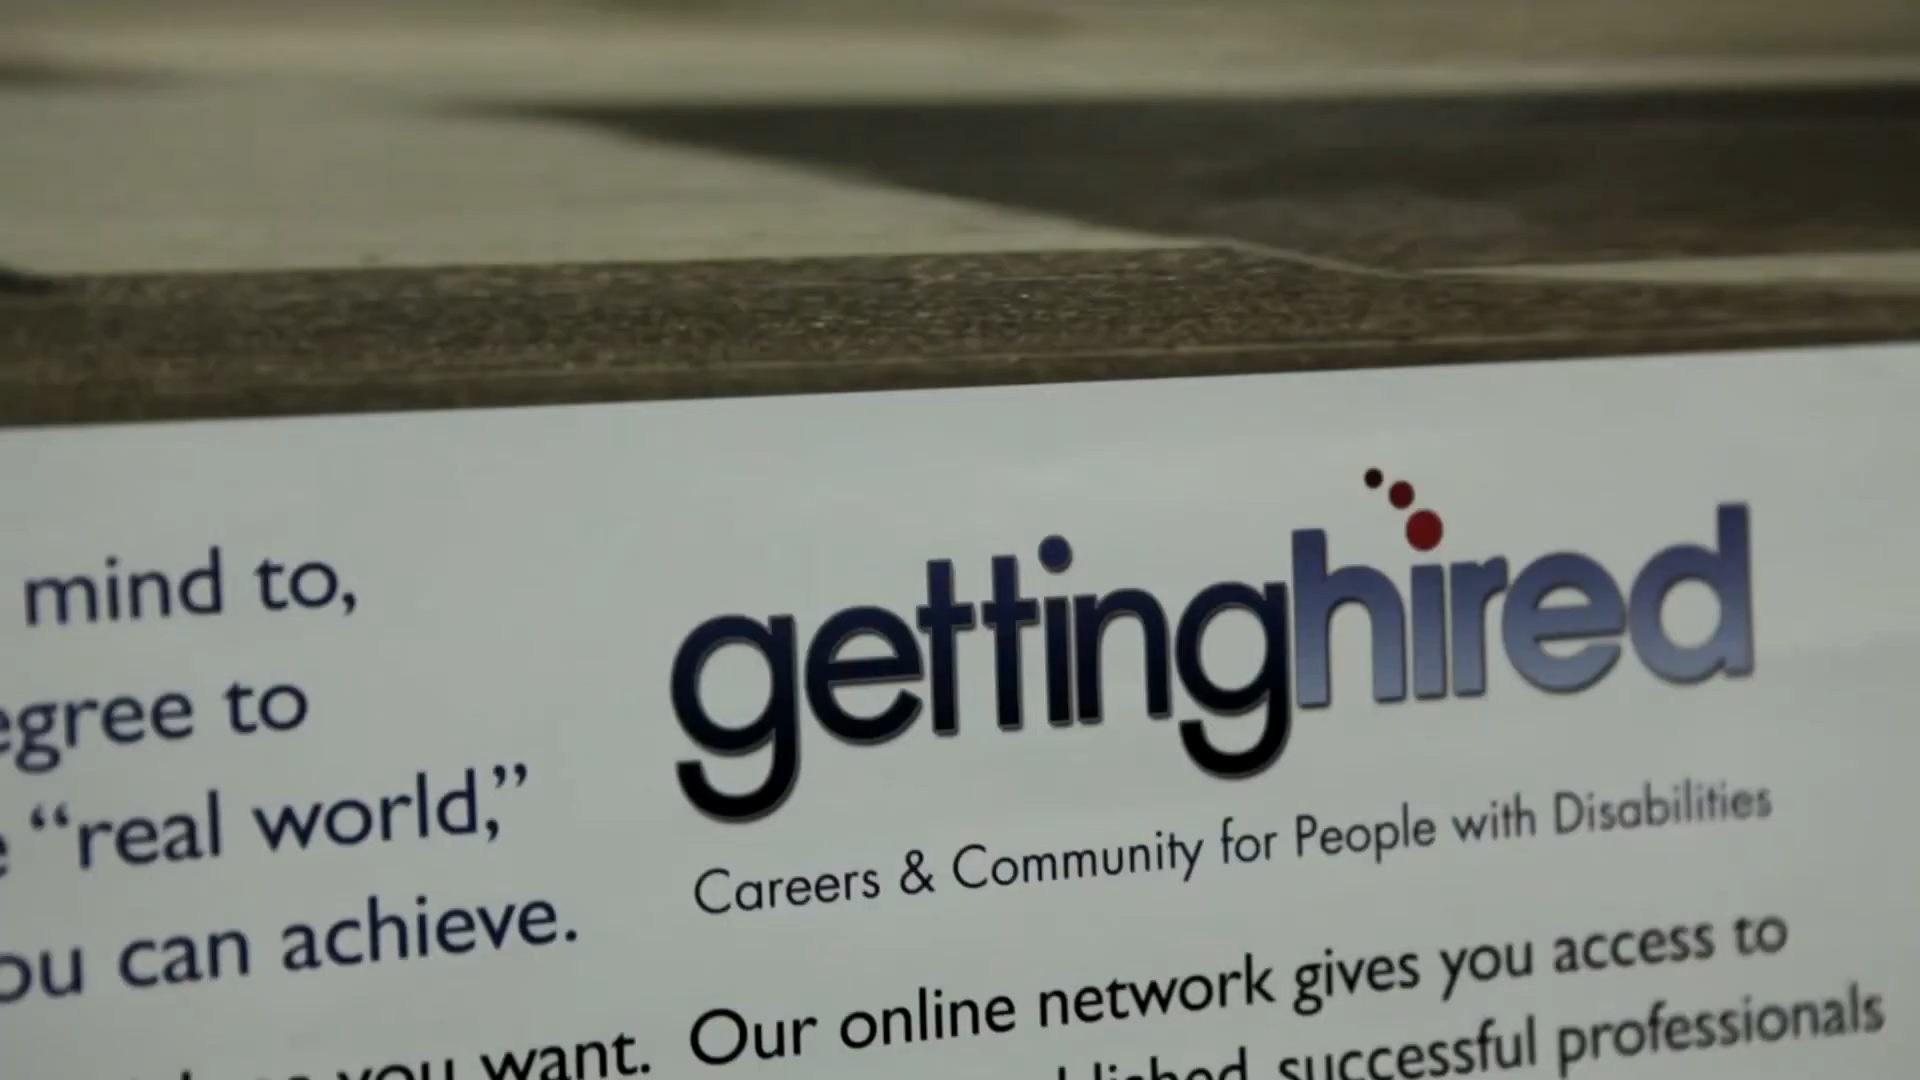 mind to,
egree to
“real world,”
ou can achieve.
you want.
gettinghired
Careers & Community for People with Disabilities
Our online network gives you access to
successful professionals